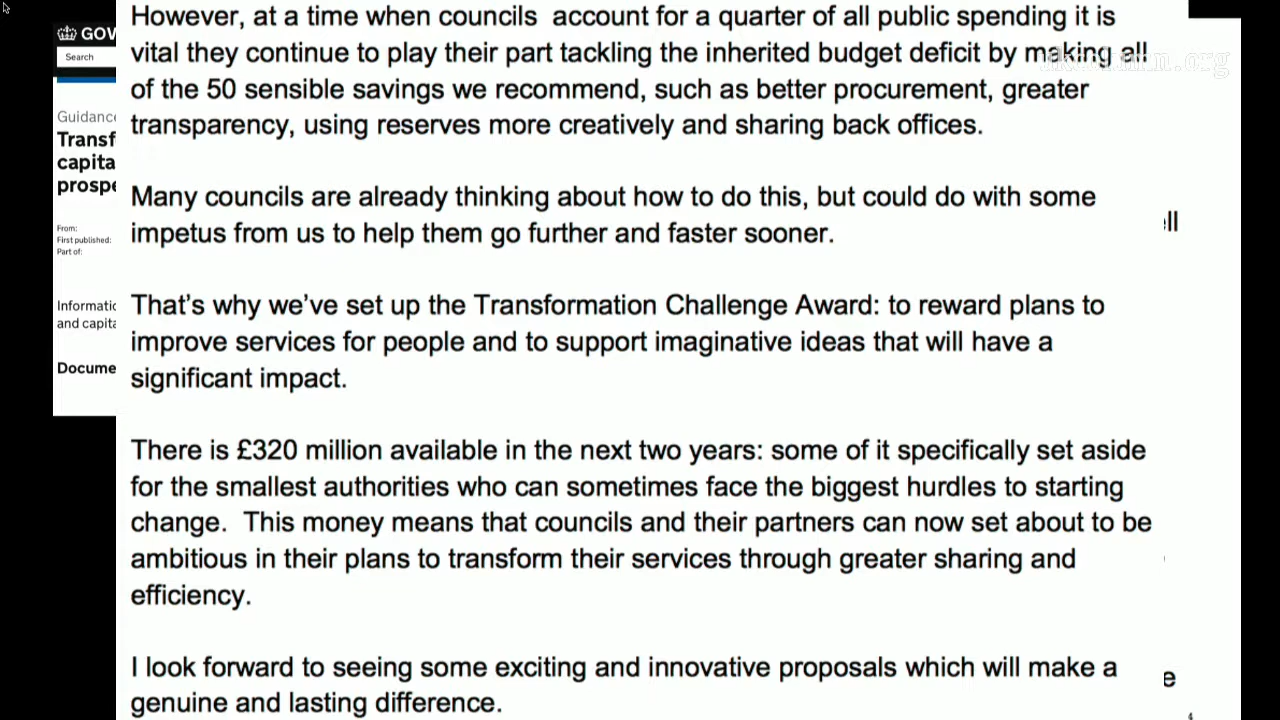 However, at a time when councils  account for a quarter of all public spending it is
vital they continue to play their part tackling the inherited budget deficit by making all
of the 50 sensible savings we recommend, such as better procurement, greater
transparency, using reserves more creatively and sharing back offices.
Many councils are already thinking about how to do this, but could do with some
impetus from us to help them go further and faster sooner.
That's why we've set up the Transformation Challenge Award: to reward plans to
improve services for people and to support imaginative ideas that will have a
significant impact.
There is £320 million available in the next two years: some of it specifically set aside
for the smallest authorities who can sometimes face the biggest hurdles to starting
change.  This money means that councils and their partners can now set about to be
ambitious in their plans to transform their services through greater sharing and
efficiency.
I look forward to seeing some exciting and innovative proposals which will make a
genuine and lasting difference.
GOV
Search
Guidance
Transf
capita
prospe
From:
First published:
Part of:
Informatic
and capita
Docume
ll
e